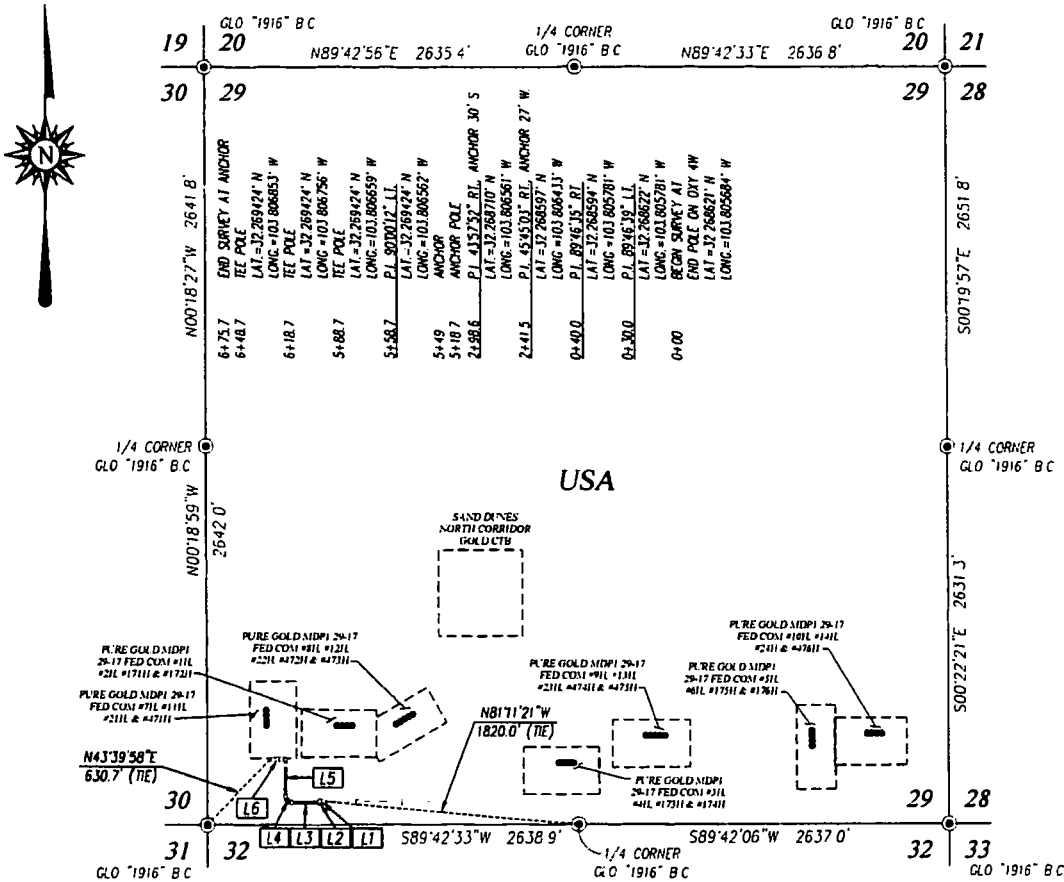 GLO "1916" B C
1/4 CORNER
GLO "1916" B C
GLO "1916" B C
19 20
N89°42'56"E 2635 4'
N89°42'33"E 2636 8'
20 21
30 29
29 28
N
N00°18'27"W 2641 8'
S00°19'57"E 2651 8'
6+75.7 END SURVEY AT ANCHOR
6+48.7 TEE POLE
LAT.=32.269424° N
LONG.=103.806853° W
6+18.7 TEE POLE
LAT.=32.269424° N
LONG.=103.806756° W
5+88.7 TEE POLE
LAT.=32.269424° N
LONG.=103.806659° W
5+58.7 P.I. 90°00'12" LT.
LAT.=32.269424° N
LONG.=103.806562° W
5+49 ANCHOR
5+18 7 ANCHOR POLE
2+98.6 P.I. 43°57'52" RT. ANCHOR 30' S
LAT.=32.268710° N
LONG.=103.806561° W
2+41 5 P.I. 45°45'03" RT. ANCHOR 27' W.
LAT=32.268597° N
LONG=103.806433° W
0+40.0 P.I. 89°46'35" RT.
LAT.=32.268594° N
LONG.=103.805781° W
0+30.0 P.I. 89°46'39" LT.
LAT=32.268622° N
LONG.=103.805781° W
0+00 BEGIN SURVEY AT
END POLE ON OXY 4W
LAT=32.268621° N
LONG.=103.805684° W
1/4 CORNER
GLO "1916" B C
1/4 CORNER
GLO "1916" B C
USA
N00°18'59"W
2642 0'
S00°22'21"E 2631 3'
SAND DUNES
NORTH CORRIDOR
GOLD CTB
PURE GOLD MDP1
29-17 FED COM #1H,
#2H, #171H & #172H
PURE GOLD MDP1 29-17
FED COM #8H, #12H,
#22H, #472H & #473H
PURE GOLD MDP1 29-17
FED COM #7H, #11H,
#21H & #471H
PURE GOLD MDP1 29-17
FED COM #9H, #13H,
#23H, #474H & #475H
PURE GOLD MDP1 29-17
FED COM #10H, #14H,
#24H & #476H
PURE GOLD MDP1
29-17 FED COM #5H,
#6H, #175H & #176H
PURE GOLD MDP1
29-17 FED COM #3H,
#4H, #173H & #174H
N81°11'21"W
1820.0' (TIE)
N43°39'58"E
630.7' (TIE)
L5
L6
L4 L3 L2 L1
30
29 28
31 32
S89°42'33"W 2638 9'
S89°42'06"W 2637 0'
32 33
1/4 CORNER
GLO "1916" B C
GLO "1916" B C
GLO "1916" B C